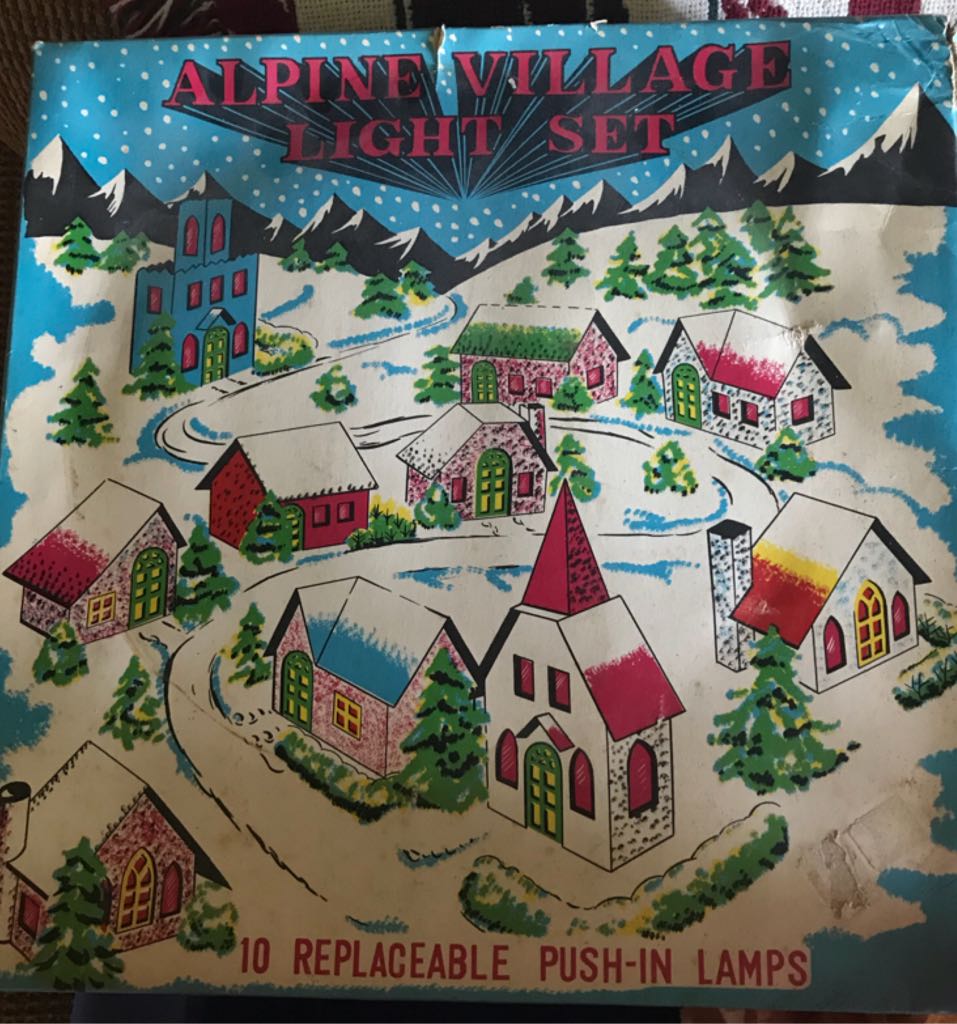 ALPINE VILLAGE
LIGHT SET
10 REPLACEABLE PUSH-IN LAMPS